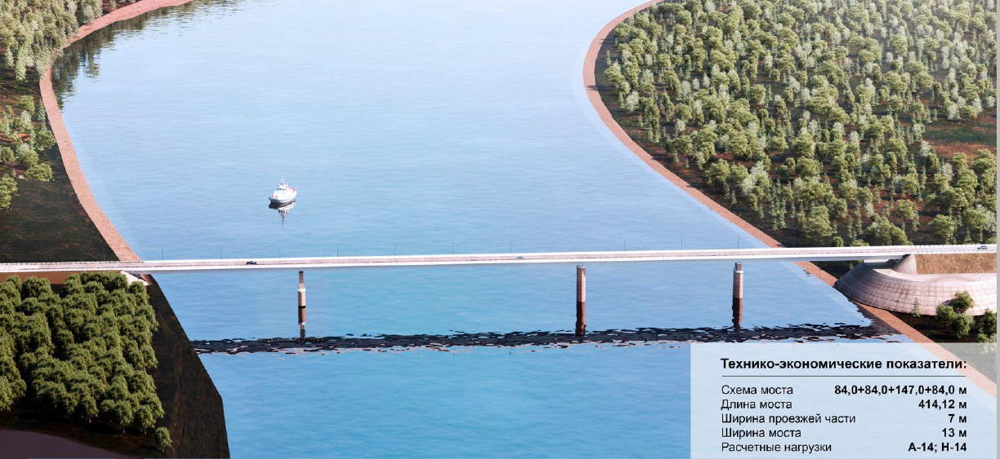 Технико-экономические показатели:
Схема моста 84,0+84,0+147,0+84,0 м
Длина моста 414,12 м
Ширина проезжей части 7 м
Ширина моста 13 м
Расчетные нагрузки А-14; Н-14